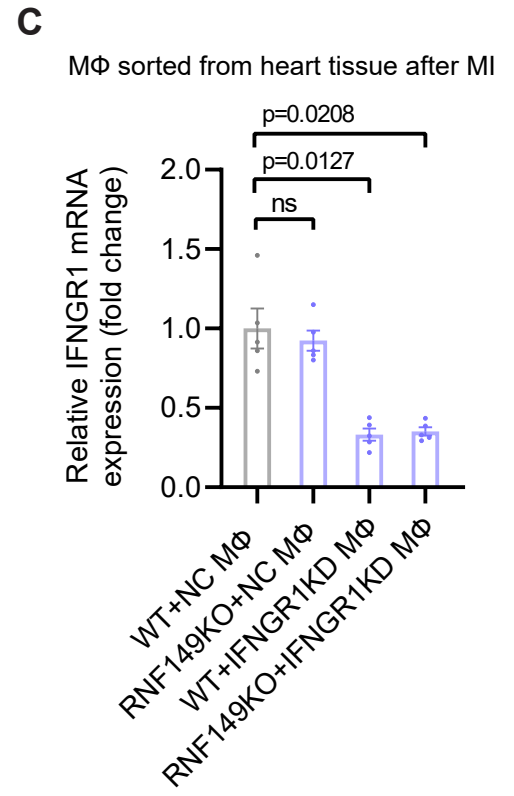 C
MΦ sorted from heart tissue after MI
p=0.0208
p=0.0127
ns
Relative IFNGR1 mRNA
expression (fold change)
2.0
1.5
1.0
0.5
0.0
WT+NC MΦ
RNF149KO+NC MΦ
WT+IFNGR1KD MΦ
RNF149KO+IFNGR1KD MΦ